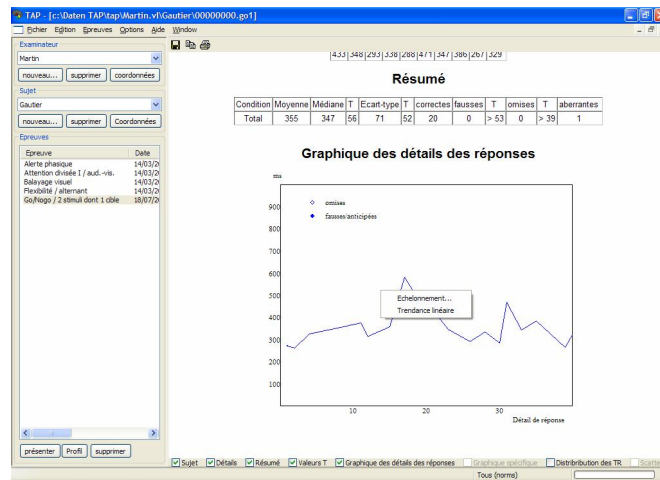 TAP - [c:\Daten TAP\tap\Martin.vl\Gautier\00000000.go1]
Fichier Edition Epreuves Options Aide Window
Examinateur
Martin
nouveau... supprimer coordonnées
Sujet
Gautier
nouveau... supprimer Coordonnées
Epreuves
Epreuve Date
Alerte phasique 14/03/2
Attention divisée I / aud.-vis. 14/03/2
Balayage visuel 14/03/2
Flexibilité / alternant 14/03/2
Go/Nogo / 2 stimuli dont 1 cible 18/07/2
présenter Profil supprimer
433 348 293 338 288 471 347 386 267 329
Résumé
Condition Moyenne Médiane T Ecart-type T correctes fausses T omises T aberrantes
Total 355 347 56 71 52 20 0 > 53 0 > 39 1
Graphique des détails des réponses
ms
900
800
700
600
500
400
300
200
100
omises
fausses/anticipées
Echelonnement...
Trendance linéaire
10 20 30
Détail de réponse
Sujet Détails Résumé Valeurs T Graphique des détails des réponses Graphique spécifique Distribribution des TR Scatte
Tous (norms)